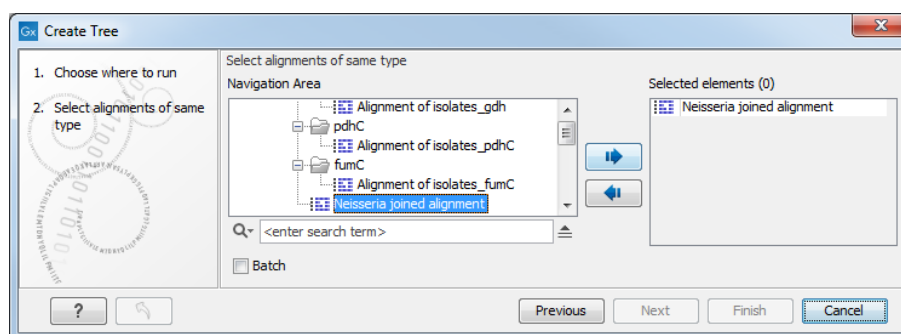 Gx Create Tree
1. Choose where to run
2. Select alignments of same
type
Select alignments of same type
Navigation Area
Alignment of isolates_gdh
pdhC
Alignment of isolates_pdhC
fumC
Alignment of isolates_fumC
Neisseria joined alignment
<enter search term>
Batch
Selected elements (0)
Neisseria joined alignment
?
Previous
Next
Finish
Cancel